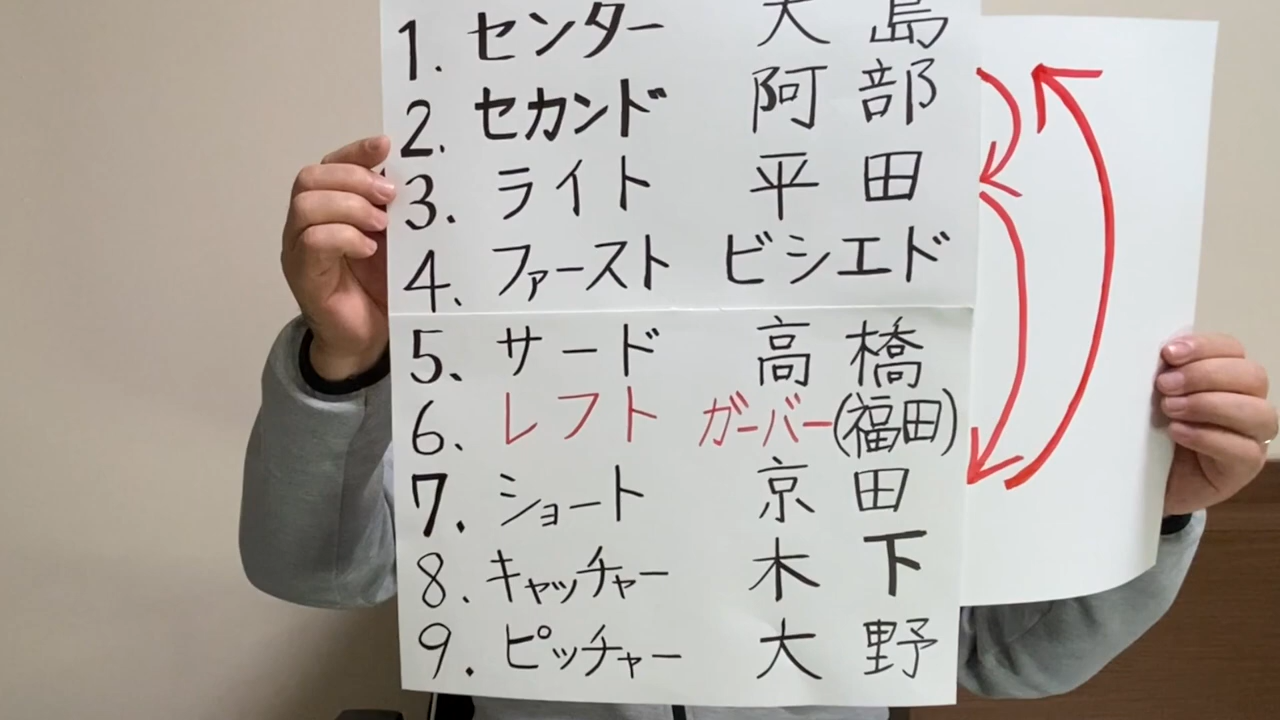 1. センター 大島
2. セカンド 阿部
3. ライト 平田
4. ファースト ビシエド
5. サード 高橋
6. レフト ガーバー(福田)
7. ショート 京田
8. キャッチャー 木下
9. ピッチャー 大野